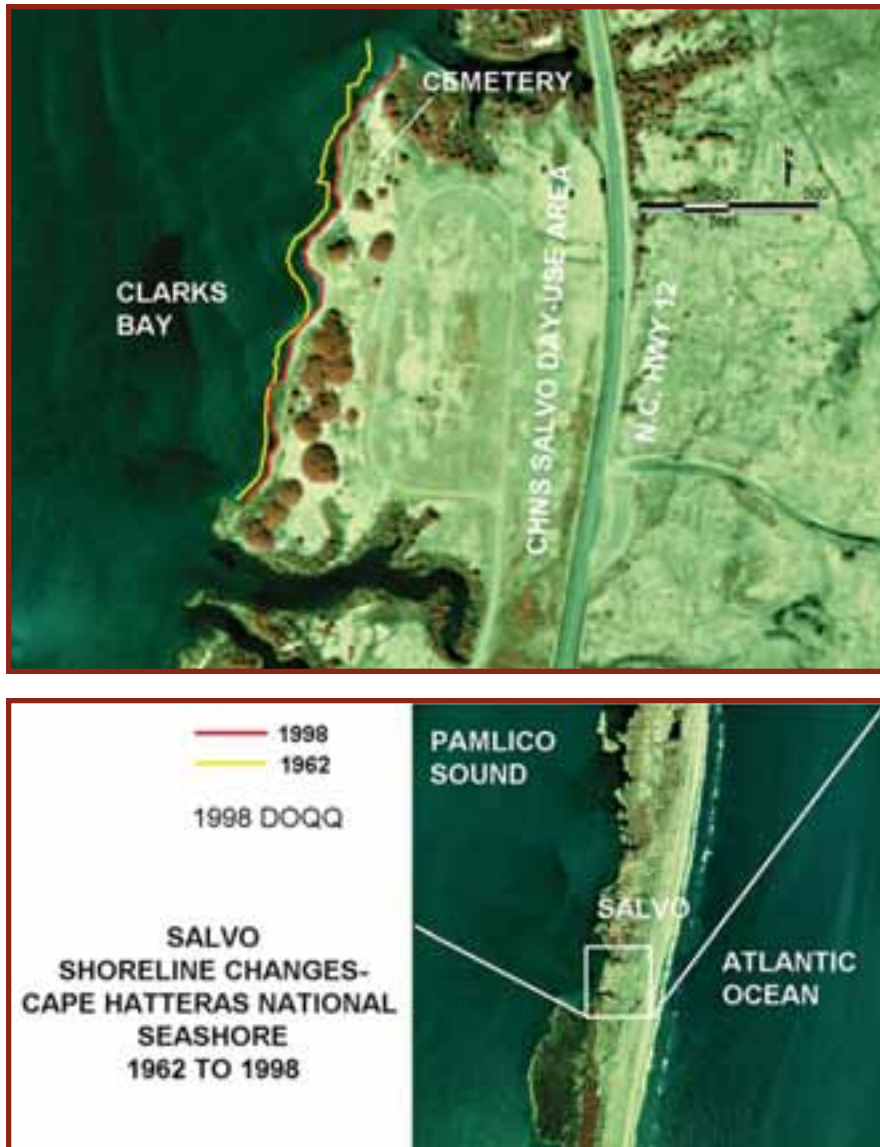 CEMETERY
CLARKS
BAY
CHNS SALVO DAY-USE AREA
N.C. HWY 12
1998
1962
1998 DOQQ
SALVO
SHORELINE CHANGES-
CAPE HATTERAS NATIONAL
SEASHORE
1962 TO 1998
PAMLICO
SOUND
SALVO
ATLANTIC
OCEAN